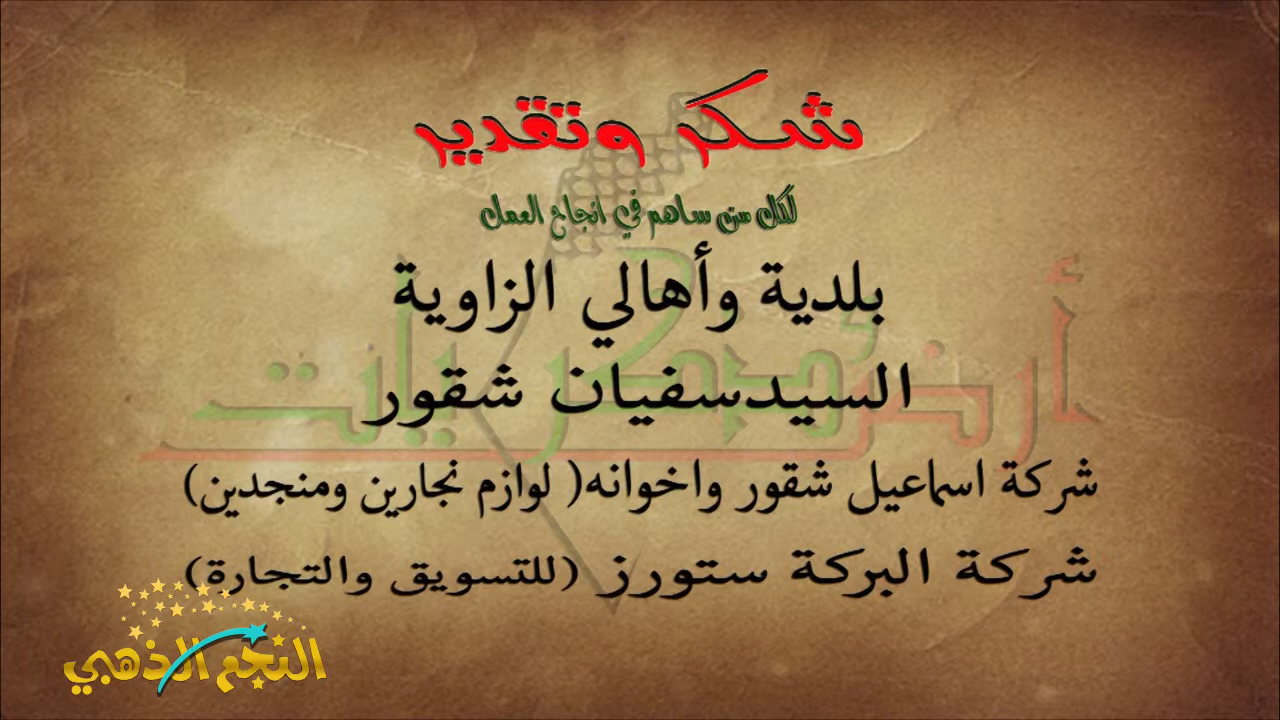 شكر وتقدير
لكل من ساهم في انجاح العمل
بلدية وأهالي الزاوية
السيدسفيان شقور
شركة اسماعيل شقور واخوانه( لوازم نجارين ومنجدين)
شركة البركة ستورز (للتسويق والتجارة)
النجم الذهبي